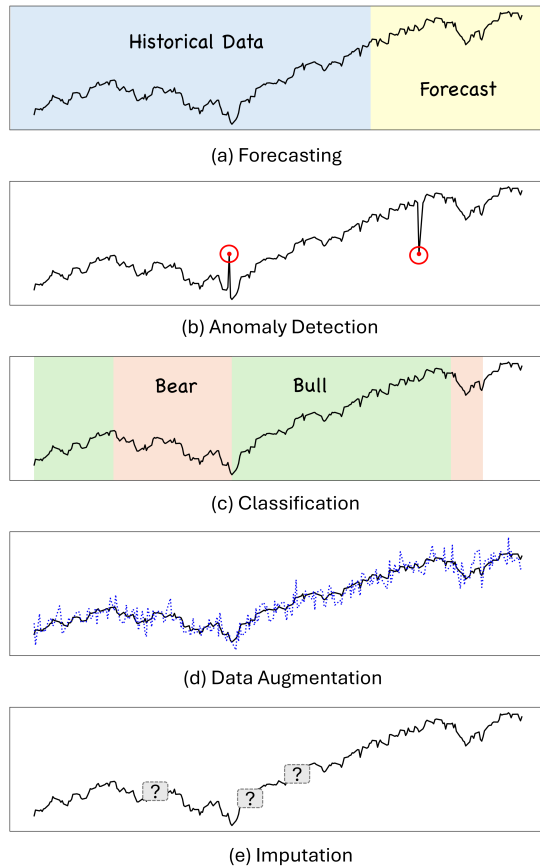 Historical Data
Forecast
(a) Forecasting
(b) Anomaly Detection
Bear
Bull
(c) Classification
(d) Data Augmentation
?
?
?
(e) Imputation